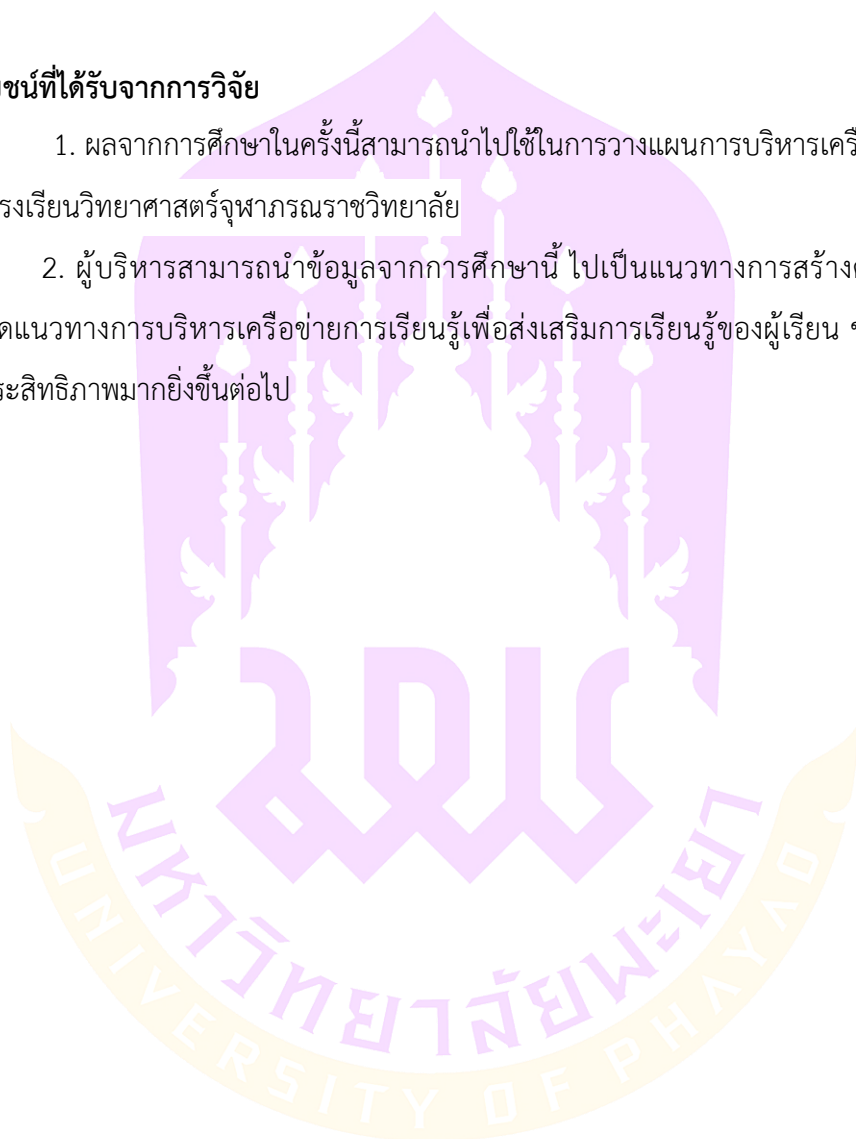 ชน์ที่ได้รับจากการวิจัย
1. ผลจากการศึกษาในครั้งนี้สามารถนำไปใช้ในการวางแผนการบริหารเครือ
รงเรียนวิทยาศาสตร์จุฬาภรณราชวิทยาลัย
2. ผู้บริหารสามารถนำข้อมูลจากการศึกษานี้ ไปเป็นแนวทางการสร้าง
ดแนวทางการบริหารเครือข่ายการเรียนรู้เพื่อส่งเสริมการเรียนรู้ของผู้เรียน
ระสิทธิภาพมากยิ่งขึ้นต่อไป
มหาวิทยาลัยพะเยา
UNIVERSITY OF PHAYAO